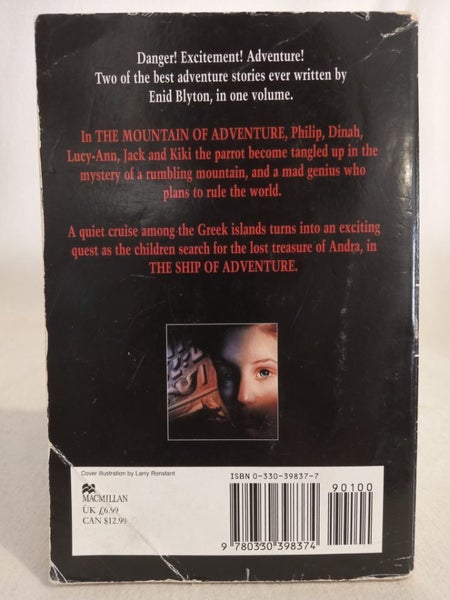 Danger! Excitement! Adventure!
Two of the best adventure stories ever written by
Enid Blyton, in one volume.
In THE MOUNTAIN OF ADVENTURE, Philip, Dinah,
Lucy-Ann, Jack and Kiki the parrot become tangled up in the
mystery of a rumbling mountain, and a mad genius who
plans to rule the world.
A quiet cruise among the Greek islands turns into an exciting
quest as the children search for the lost treasure of Andra, in
THE SHIP OF ADVENTURE.
Cover illustration by Larry Ronstant
MACMILLAN
UK £6.99
CAN $12.99
ISBN 0-330-39837-7
90100
9 780330 398374